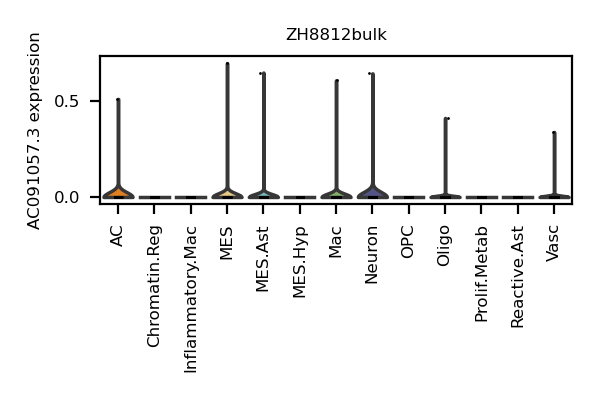 ZH8812bulk
AC091057.3 expression
0.5
0.0
AC
Chromatin.Reg
Inflammatory.Mac
MES
MES.Ast
MES.Hyp
Mac
Neuron
OPC
Oligo
Prolif.Metab
Reactive.Ast
Vasc